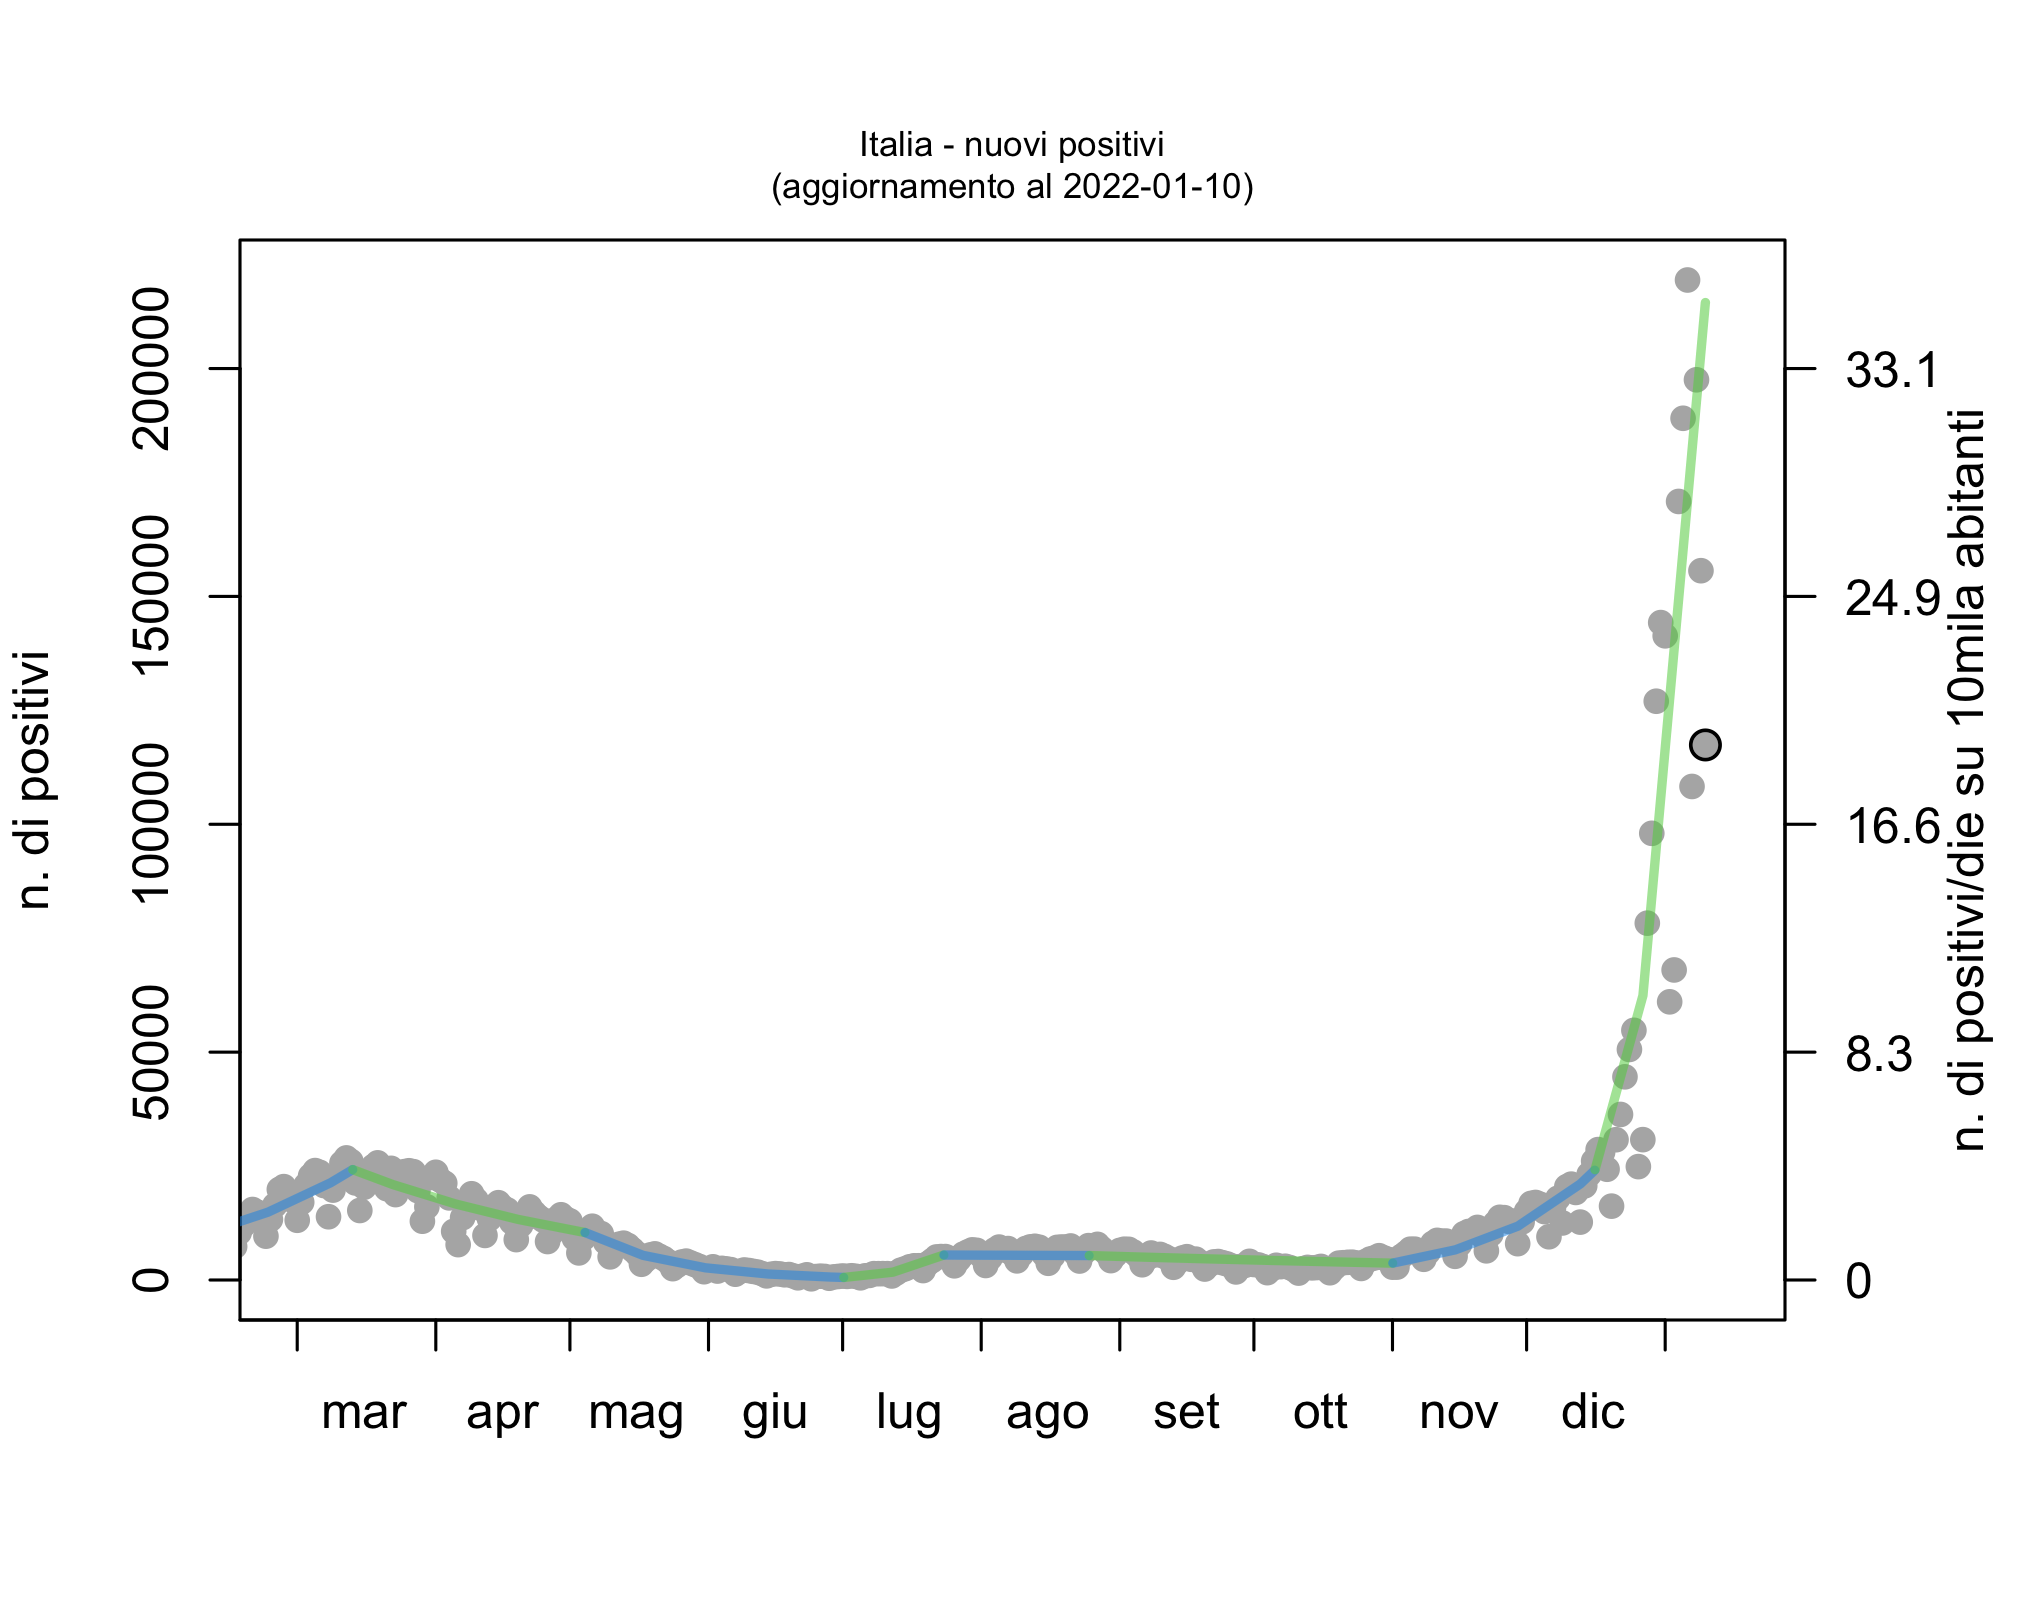 Italia - nuovi positivi
(aggiornamento al 2022-01-10)
n. di positivi
200000
150000
100000
50000
0
33.1
24.9
16.6
8.3
0
n. di positivi/die su 10mila abitanti
mar apr mag giu lug ago set ott nov dic